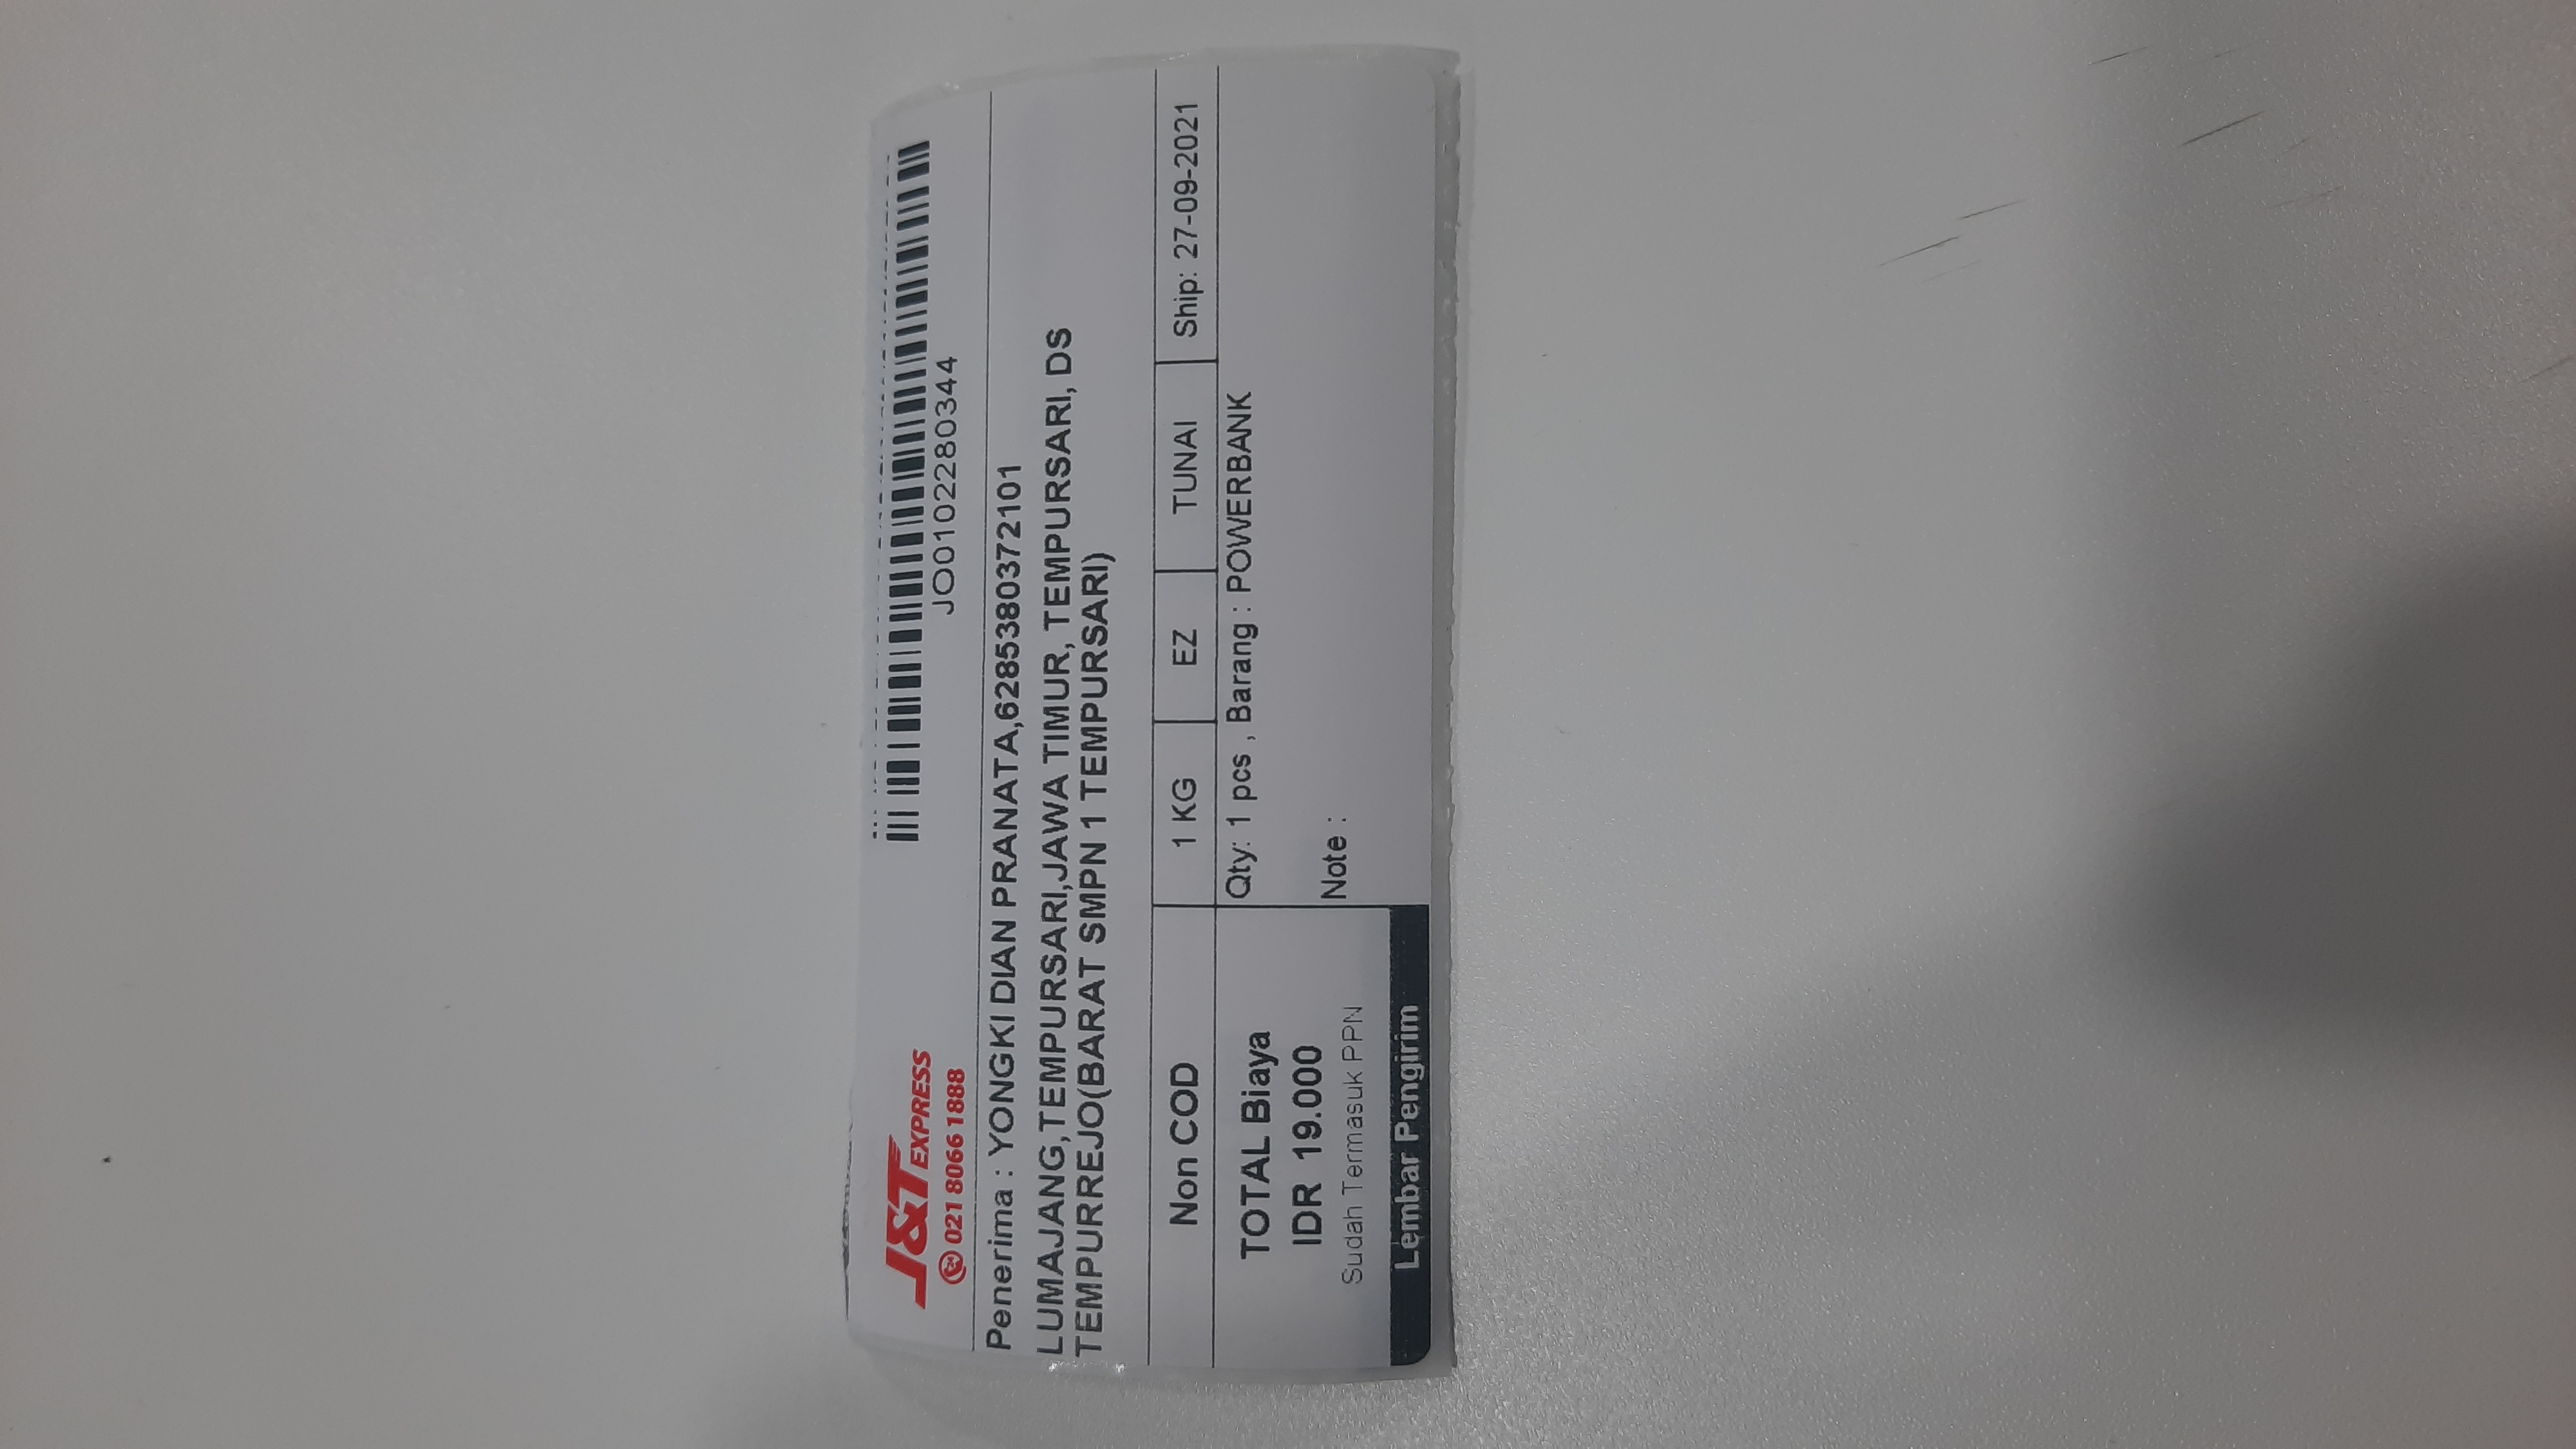 J&T EXPRESS
24 021 8066 1888
JO0102280344
Penerima : YONGKI DIAN PRANATA,6285380372101
LUMAJANG,TEMPURSARI,JAWA TIMUR, TEMPURSARI, DS
TEMPURREJO(BARAT SMPN 1 TEMPURSARI)
Non COD 1 KG EZ TUNAI Ship: 27-09-2021
TOTAL Biaya
IDR 19.000
Sudah Termasuk PPN
Lembar Pengirim
Qty: 1 pcs , Barang : POWERBANK
Note :